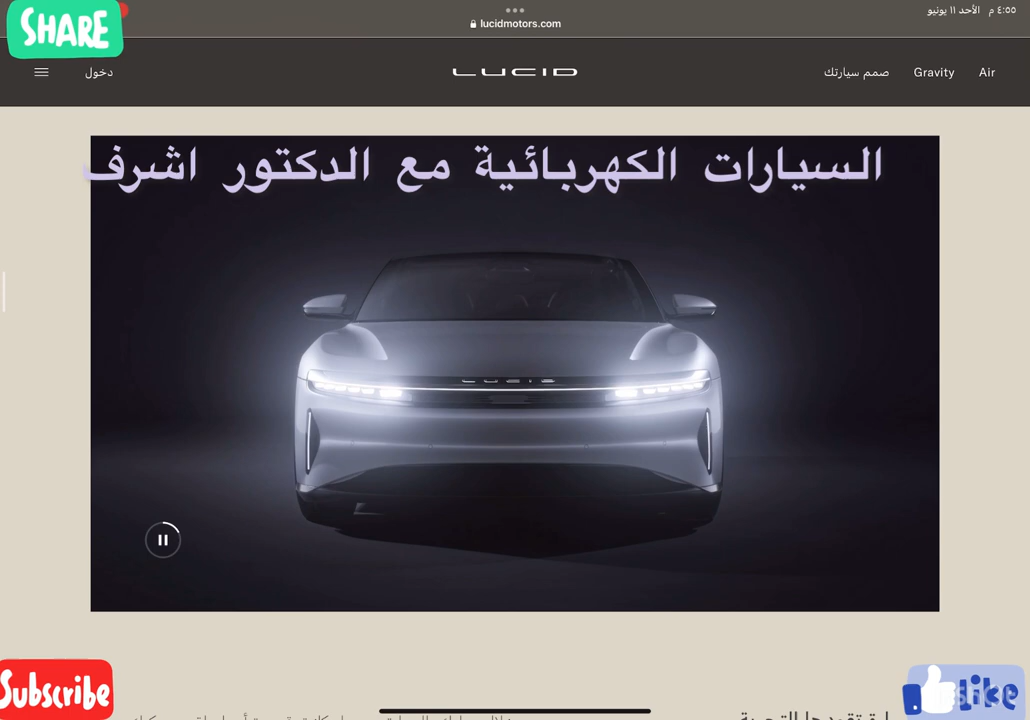 SHARE
٤:٥٥ م الأحد ١١ يونيو
lucidmotors.com
Air
Gravity
صمم سيارتك
LUCID
دخول
السيارات الكهربائية مع الدكتور اشرف
LUCID
Subscribe
like